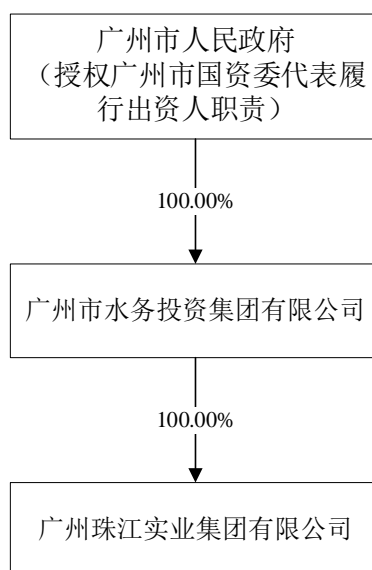 广州市人民政府
（授权广州市国资委代表履
行出资人职责）
100.00%
广州市水务投资集团有限公司
100.00%
广州珠江实业集团有限公司